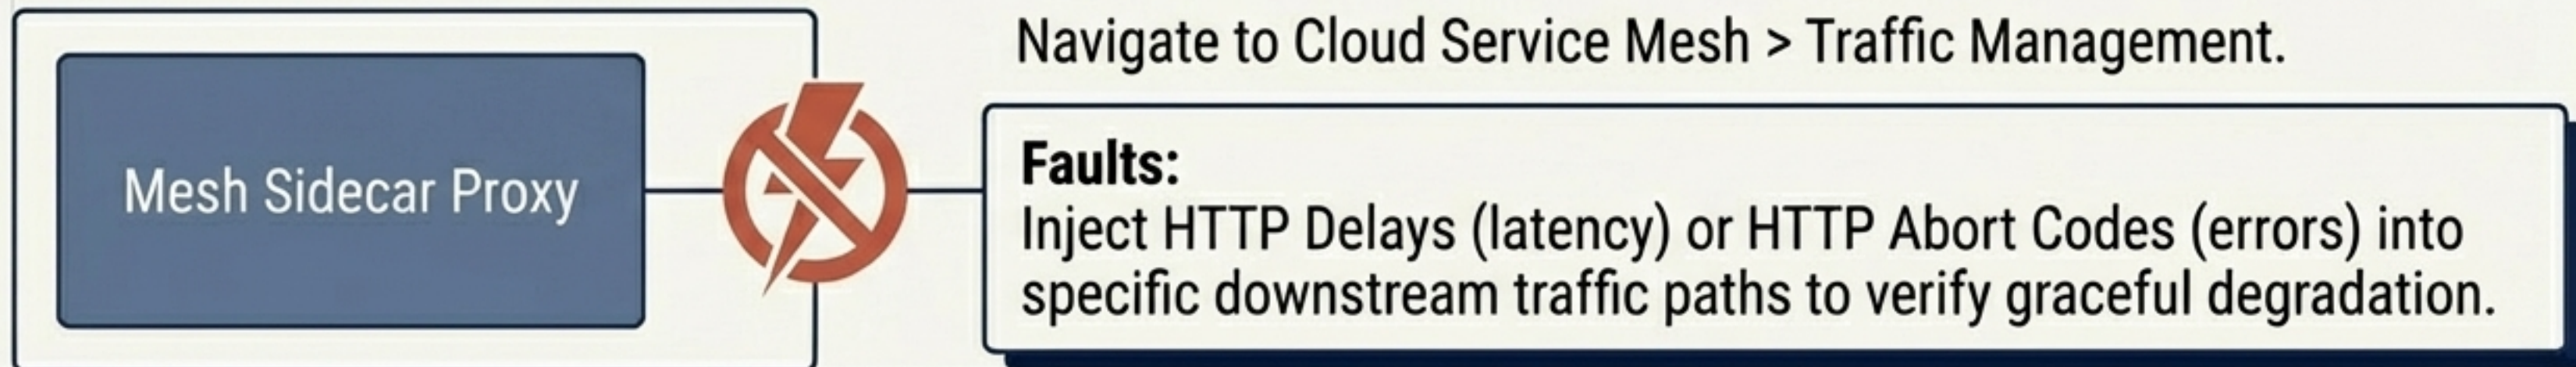 Navigate to Cloud Service Mesh > Traffic Management.
Mesh Sidecar Proxy
Faults:
Inject HTTP Delays (latency) or HTTP Abort Codes (errors) into
specific downstream traffic paths to verify graceful degradation.